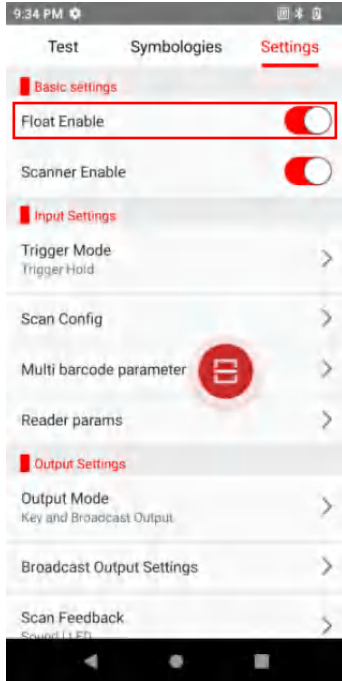 9:34 PM
Test Symbologies Settings
Basic settings
Float Enable
Scanner Enable
Input Settings
Trigger Mode
Trigger Hold
Scan Config
Multi barcode parameter
Reader params
Output Settings
Output Mode
Key and Broadcast Output
Broadcast Output Settings
Scan Feedback
Sound | LED